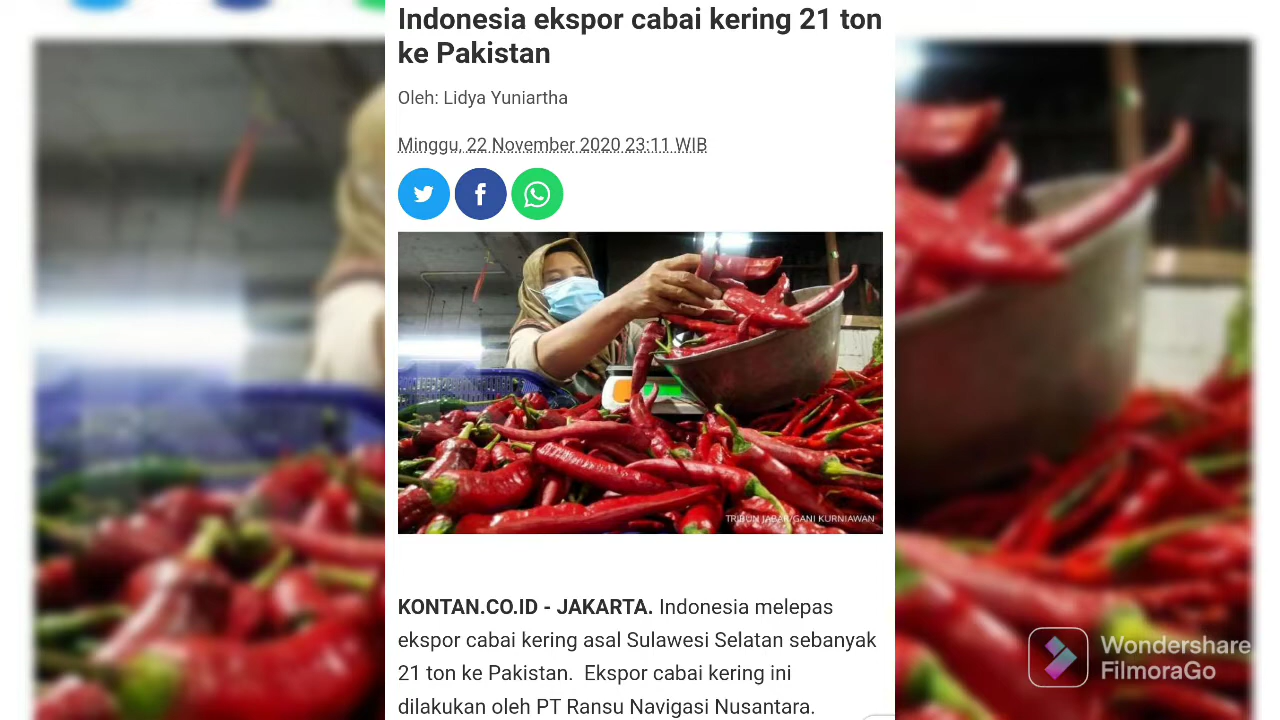 Indonesia ekspor cabai kering 21 ton
ke Pakistan
Oleh: Lidya Yuniartha
Minggu, 22 November 2020 23:11 WIB
TRIBUN JABAR/GANI KURNIAWAN
KONTAN.CO.ID - JAKARTA. Indonesia melepas
ekspor cabai kering asal Sulawesi Selatan sebanyak
21 ton ke Pakistan. Ekspor cabai kering ini
dilakukan oleh PT Ransu Navigasi Nusantara.
Wondershare
FilmoraGo